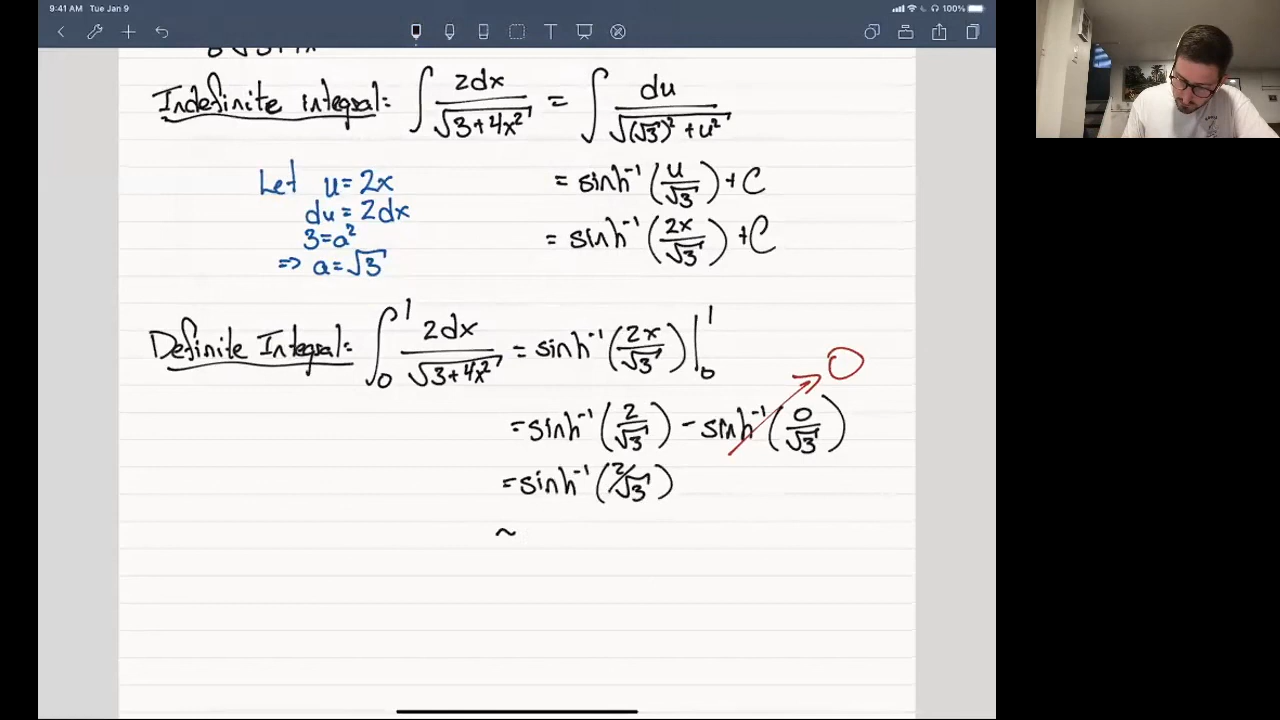 9:41 AM Tue Jan 9
100%
Indefinite integral: ∫ 2dx/√(3+4x²) = ∫ du/√((√3)²+u²)
Let u=2x
du=2dx
3=a²
⇒ a=√3
= sinh⁻¹(u/√3)+C
= sinh⁻¹(2x/√3)+C
Definite Integral: ∫₀¹ 2dx/√(3+4x²) = sinh⁻¹(2x/√3)|₀¹
0
= sinh⁻¹(2/√3) - sinh⁻¹(0/√3)
= sinh⁻¹(2/√3)
~